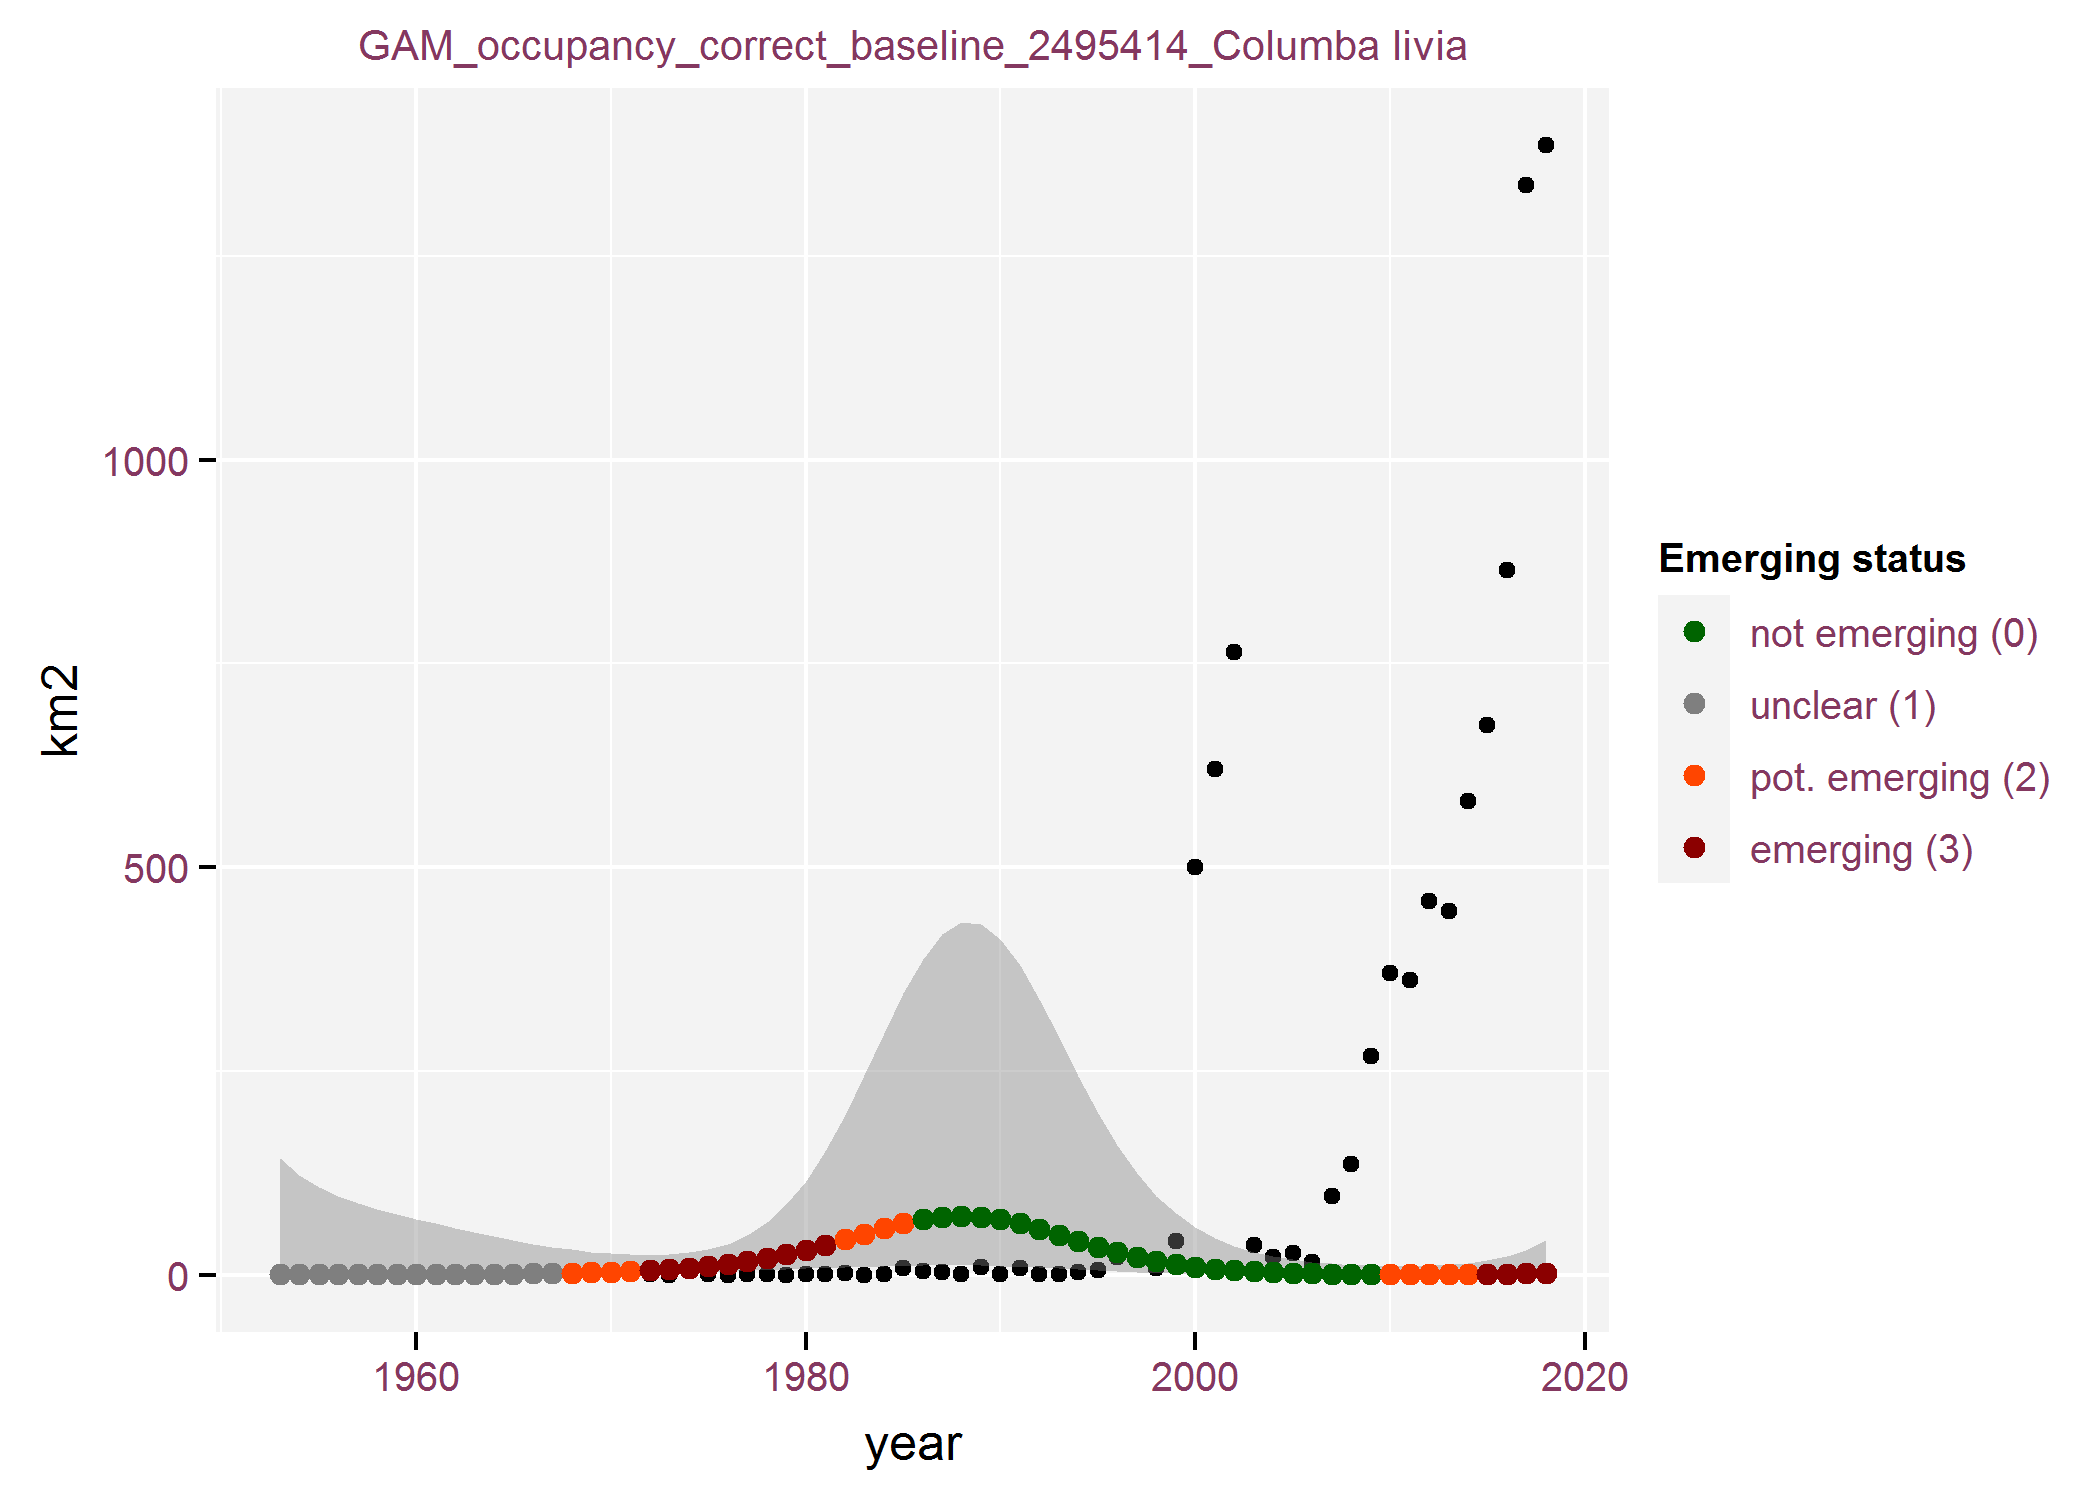 GAM_occupancy_correct_baseline_2495414_Columba livia
1000
500
0
km2
1960 1980 2000 2020
year
Emerging status
not emerging (0)
unclear (1)
pot. emerging (2)
emerging (3)